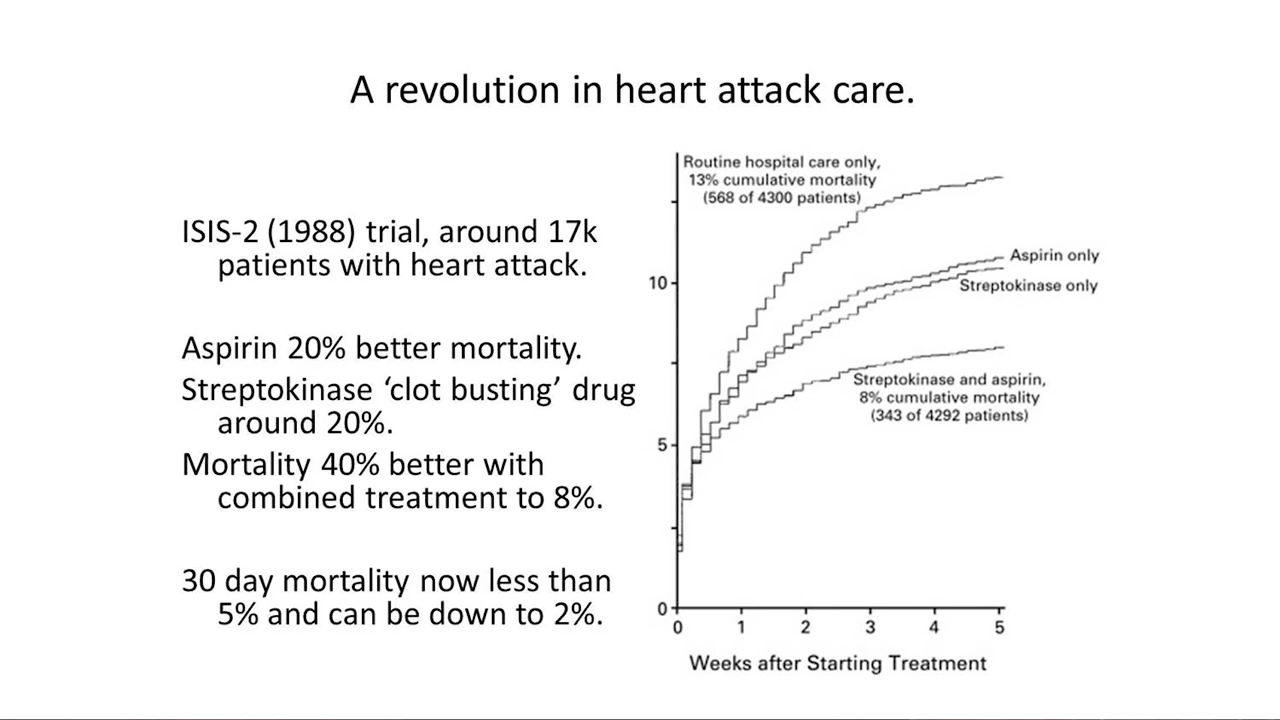 A revolution in heart attack care.
ISIS-2 (1988) trial, around 17k
patients with heart attack.
Aspirin 20% better mortality.
Streptokinase ‘clot busting’ drug
around 20%.
Mortality 40% better with
combined treatment to 8%.
30 day mortality now less than
5% and can be down to 2%.
Routine hospital care only,
13% cumulative mortality
(568 of 4300 patients)
Aspirin only
Streptokinase only
Streptokinase and aspirin,
8% cumulative mortality
(343 of 4292 patients)
10
5
0
0 1 2 3 4 5
Weeks after Starting Treatment